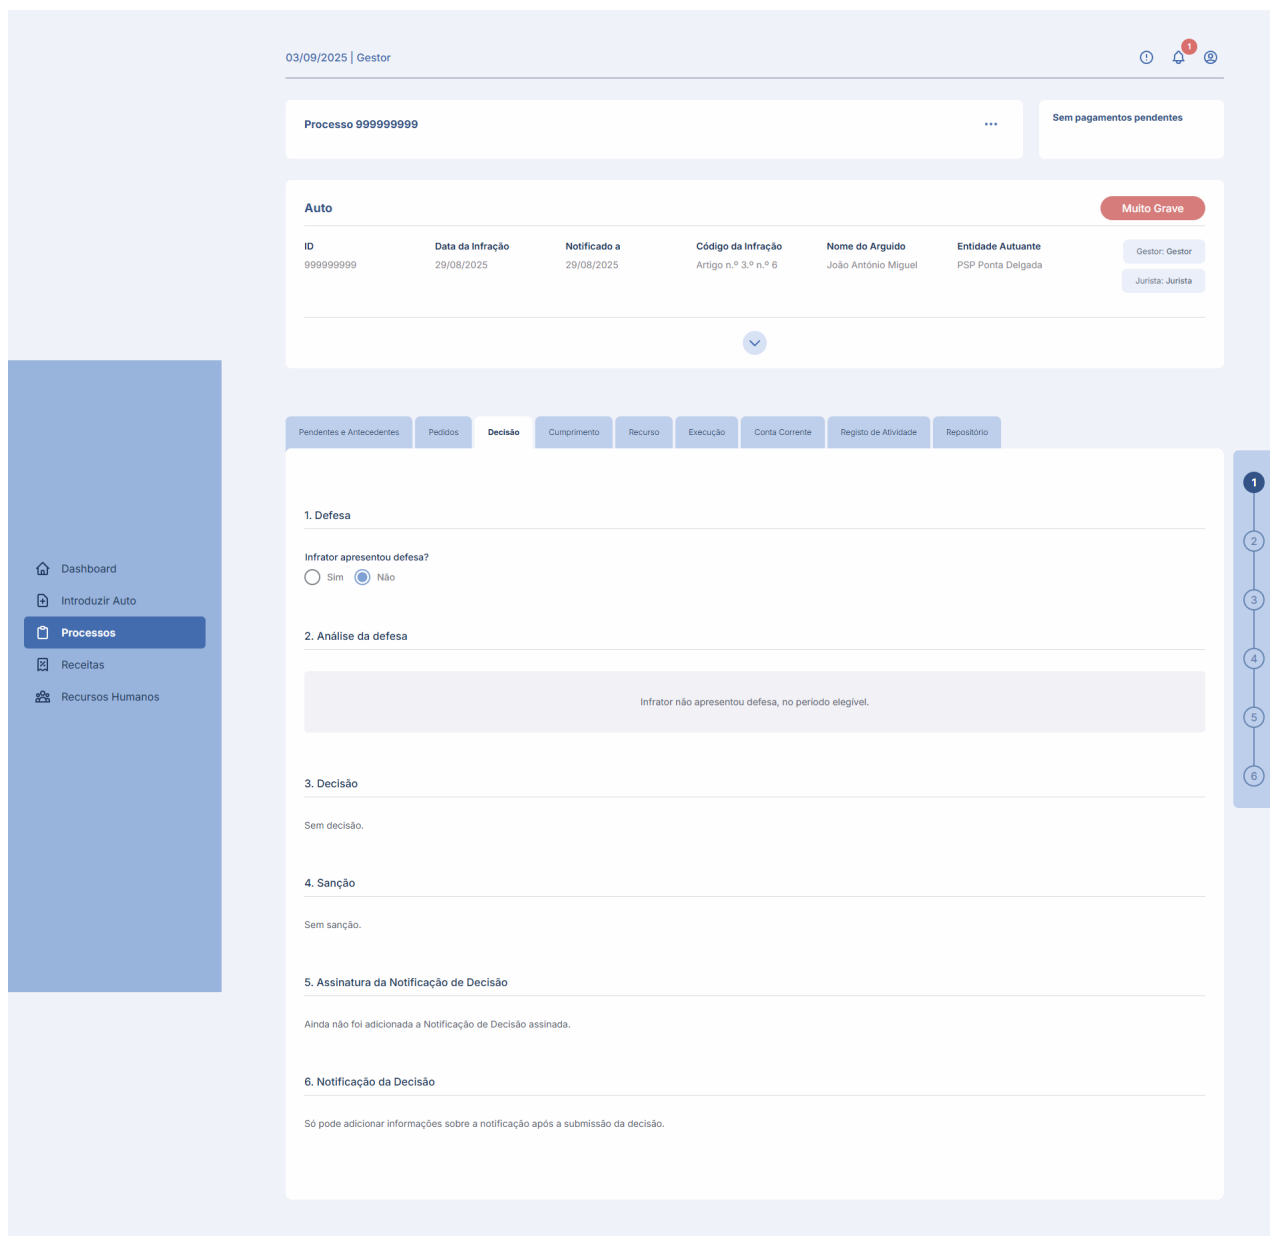 03/09/2025 | Gestor
1
Processo 999999999
Sem pagamentos pendentes
Auto
Muito Grave
ID
Data da Infração
Notificado a
Código da Infração
Nome do Arguido
Entidade Autuante
999999999
29/08/2025
29/08/2025
Artigo n.º 3.º n.º 6
João António Miguel
PSP Ponta Delgada
Gestor: Gestor
Jurista: Jurista
Dashboard
Introduzir Auto
Processos
Receitas
Recursos Humanos
Pendentes e Antecedentes
Pedidos
Decisão
Cumprimento
Recurso
Execução
Conta Corrente
Registo de Atividade
Repositório
1. Defesa
Infrator apresentou defesa?
Sim
Não
2. Análise da defesa
Infrator não apresentou defesa, no período elegível.
3. Decisão
Sem decisão.
4. Sanção
Sem sanção.
5. Assinatura da Notificação de Decisão
Ainda não foi adicionada a Notificação de Decisão assinada.
6. Notificação da Decisão
Só pode adicionar informações sobre a notificação após a submissão da decisão.
1
2
3
4
5
6